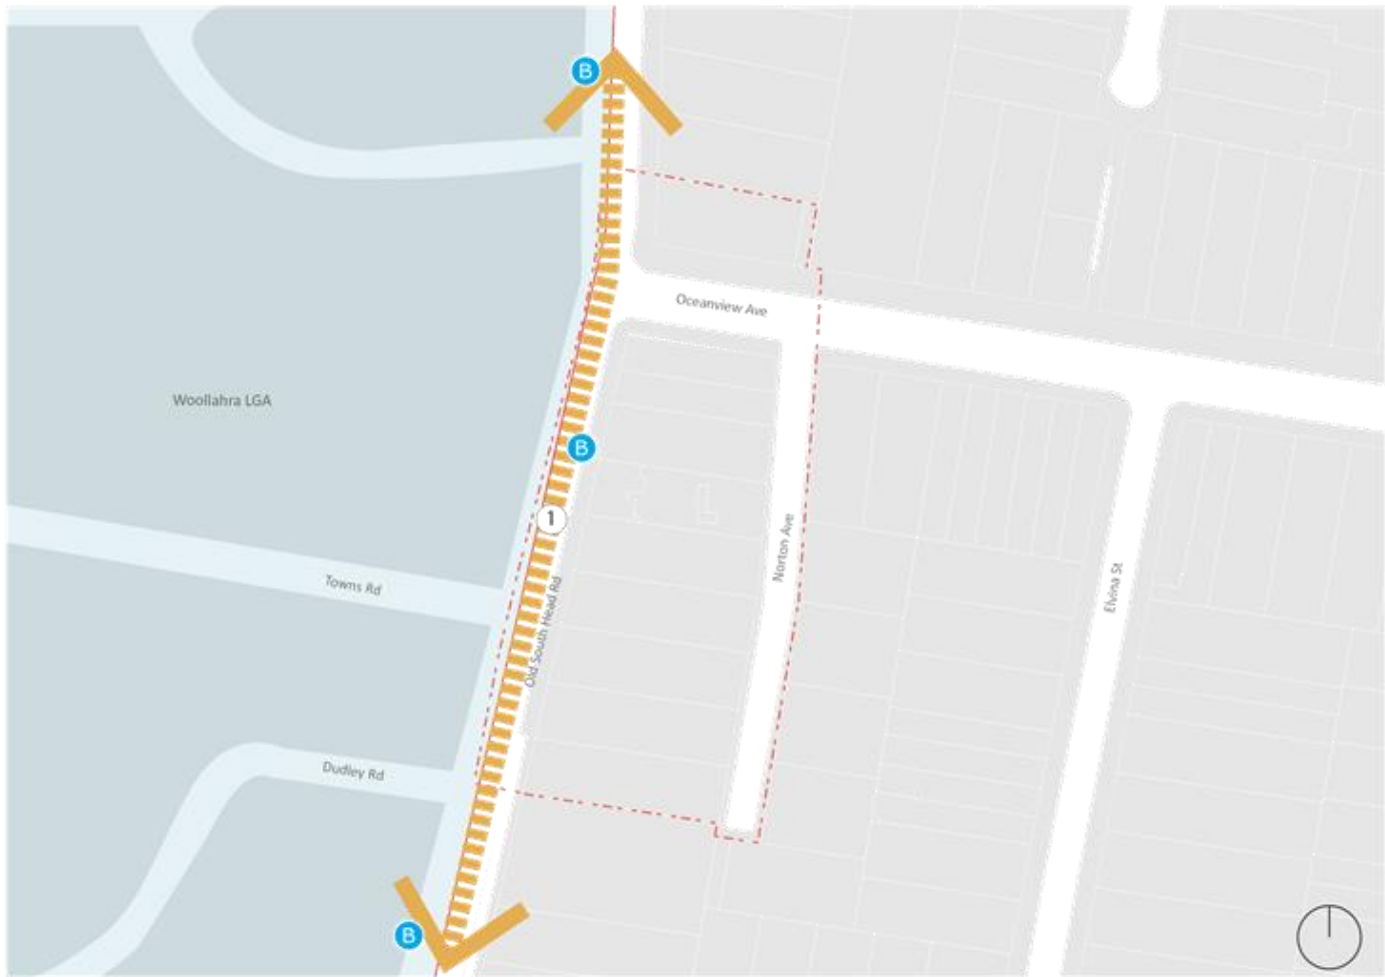 B
Oceanview Ave
Woollahra LGA
B
1
Norton Ave
Towns Rd
Elvina St
Old South Head Rd
Dudley Rd
B